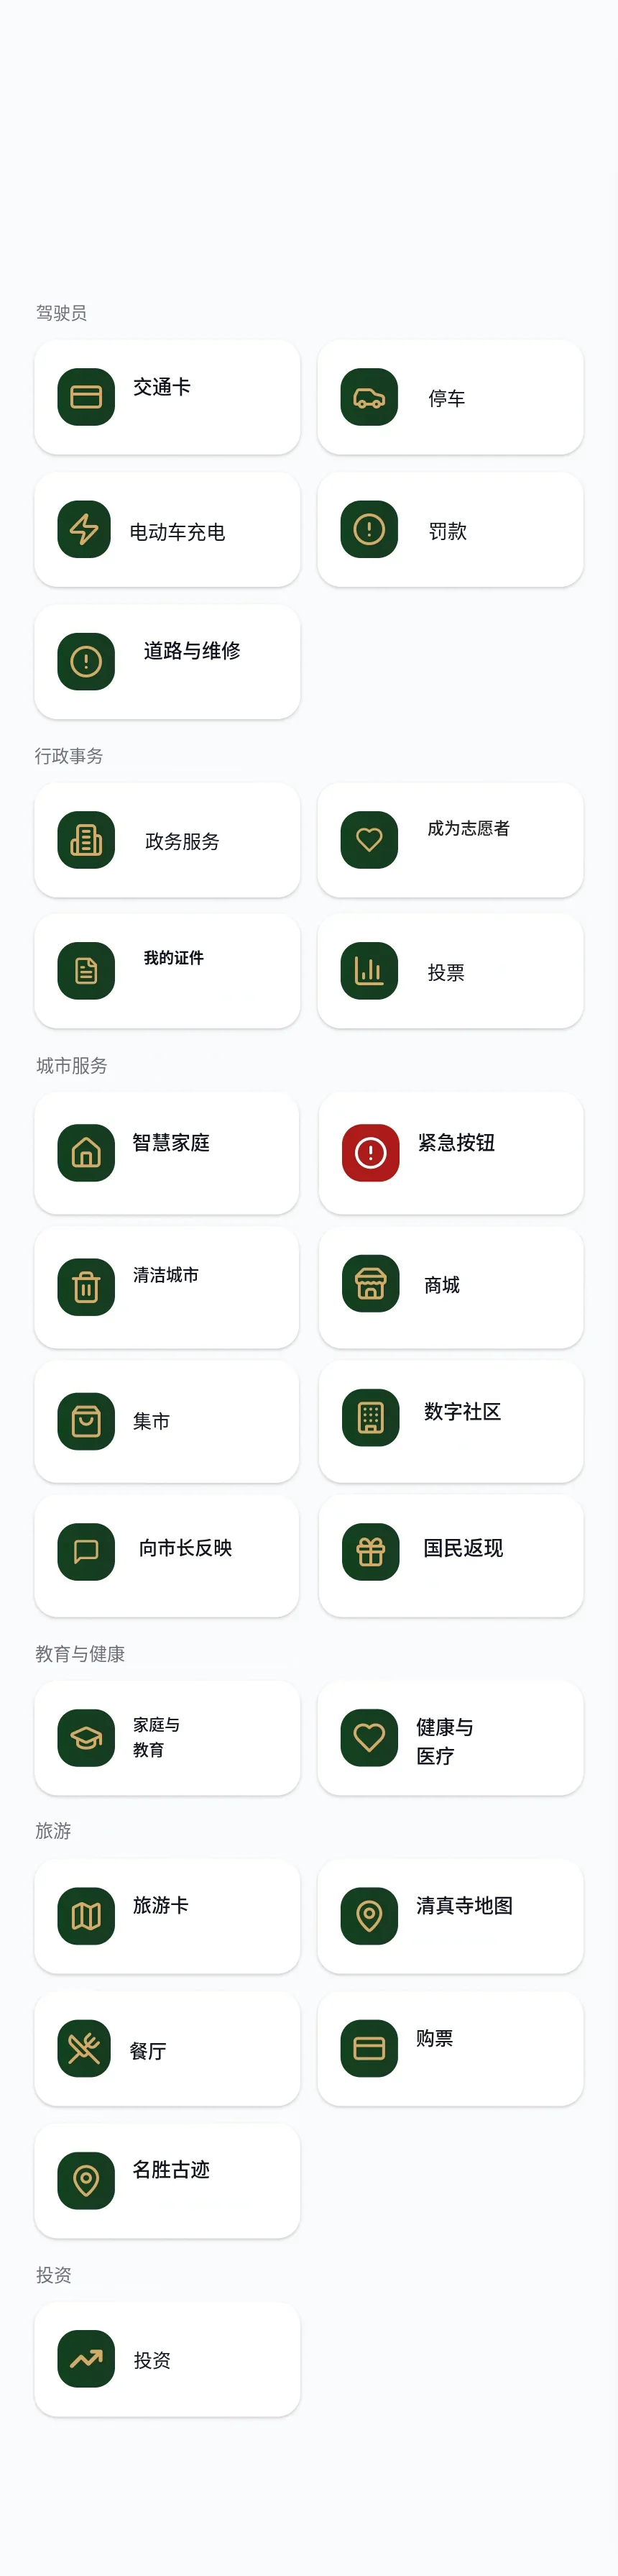 驾驶员
交通卡
停车
电动车充电
罚款
道路与维修
行政事务
政务服务
成为志愿者
我的证件
投票
城市服务
智慧家庭
紧急按钮
清洁城市
商城
集市
数字社区
向市长反映
国民返现
教育与健康
家庭与
教育
健康与
医疗
旅游
旅游卡
清真寺地图
餐厅
购票
名胜古迹
投资
投资